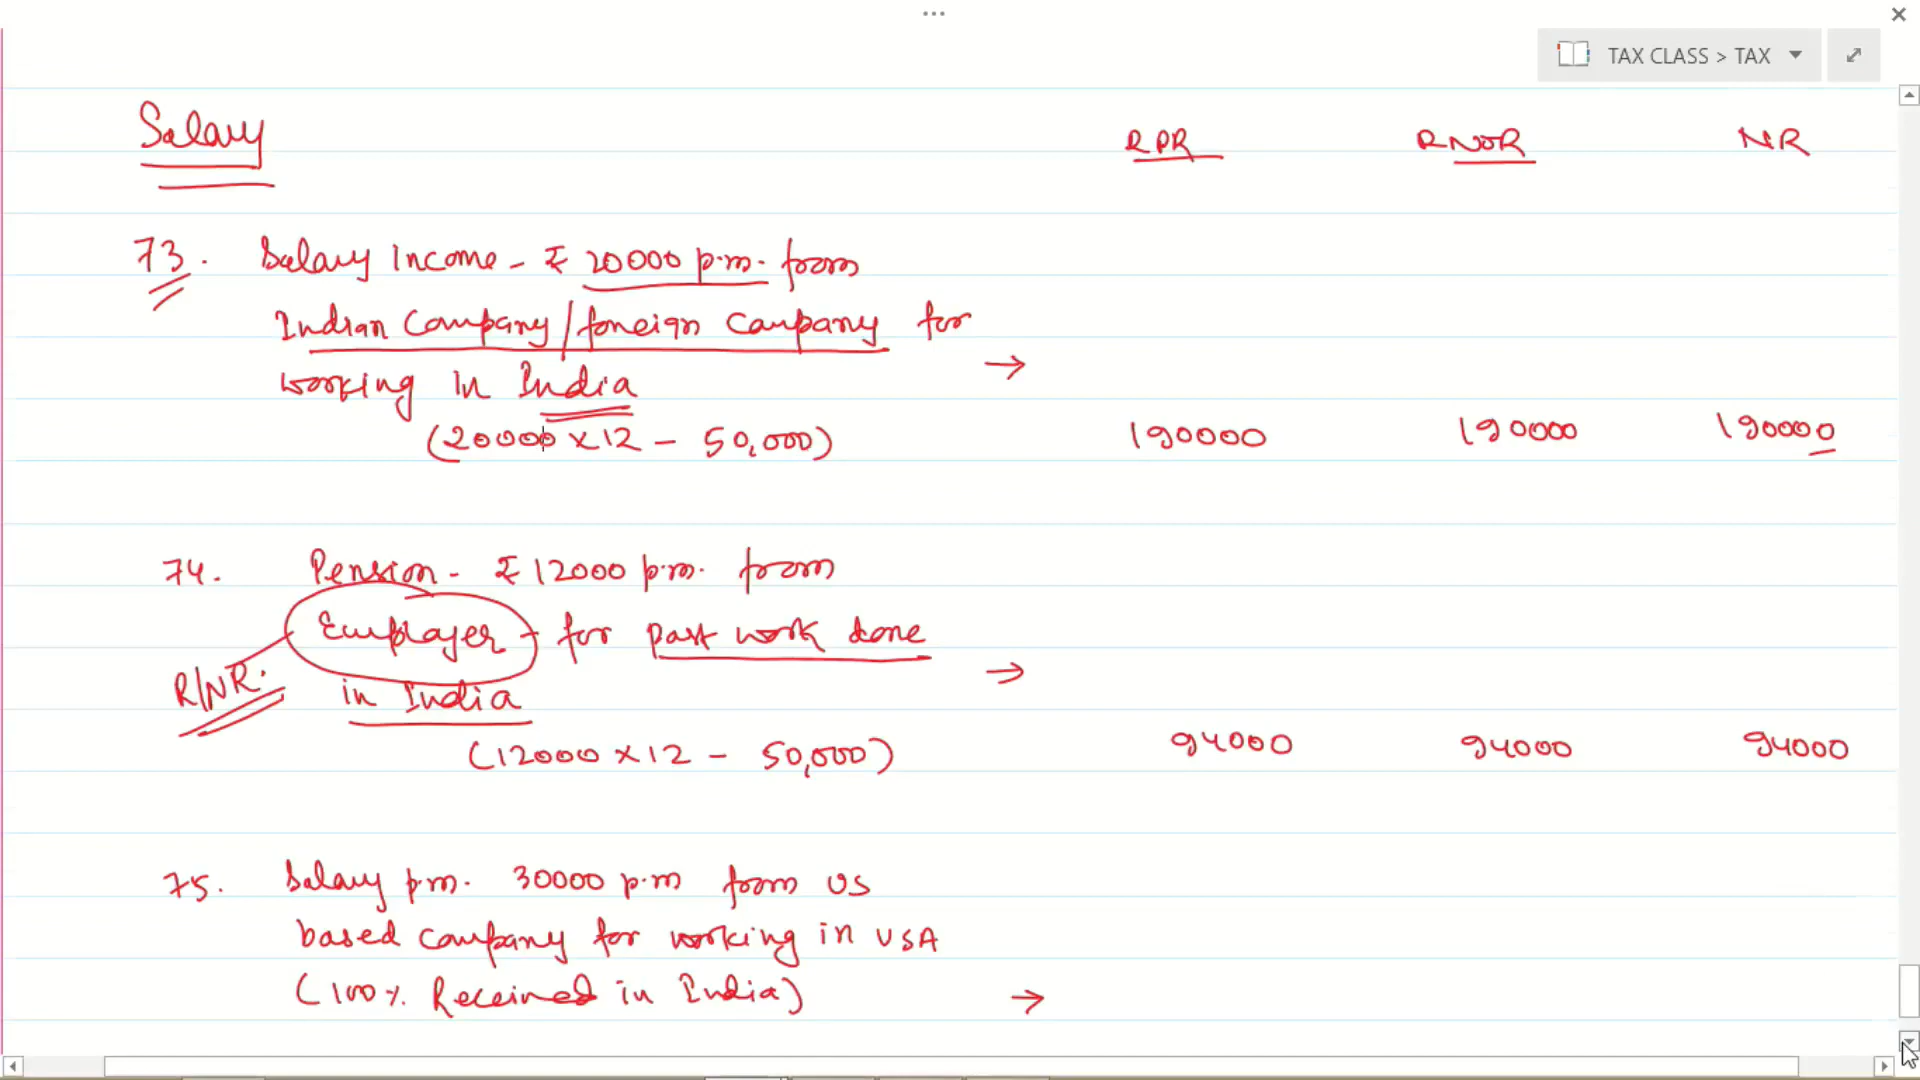 TAX CLASS > TAX
Salary RPR RNOR NR
73. Salary Income - ₹ 20000 p.m. from
Indian Company/foreign Company for
working in India →
(20000 x 12 - 50,000) 190000 190000 190000
74. Pension - ₹ 12000 p.m. from
Employer - for past work done
R/NR. in India →
(12000 x 12 - 50,000) 94000 94000 94000
75. Salary p.m. 30000 p.m from US
based company for working in USA
(100% Received in India) →